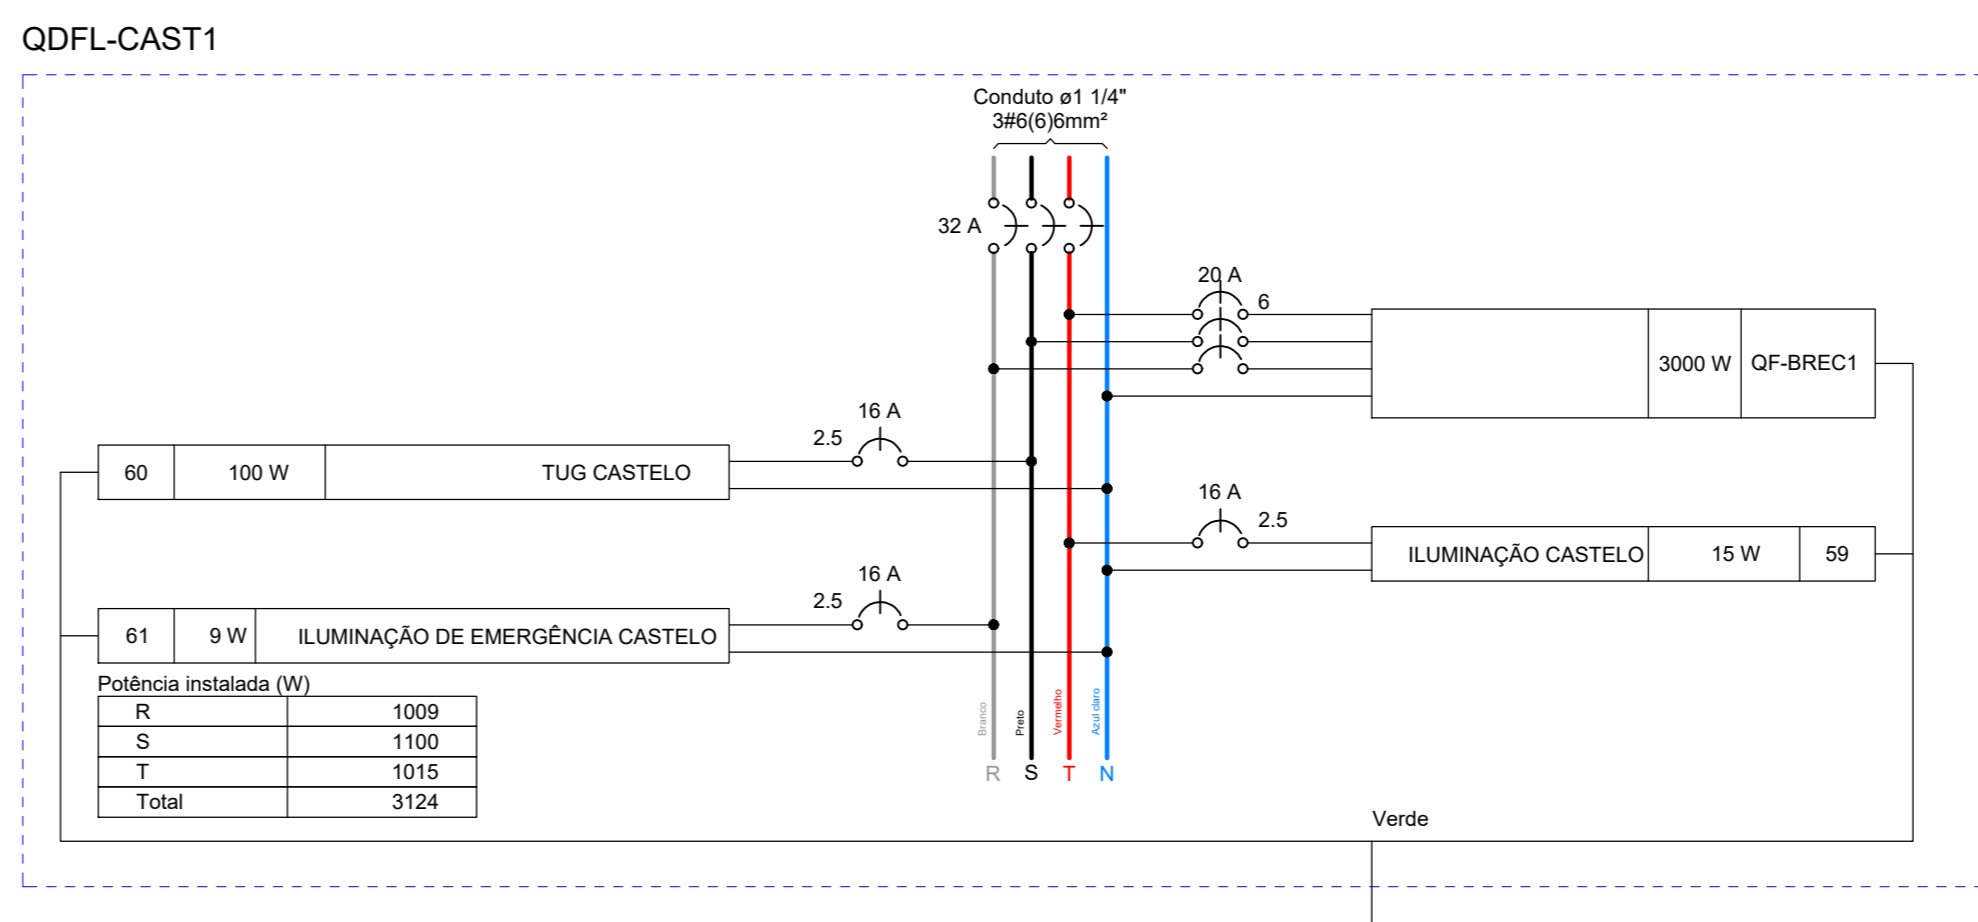 QDFL-CAST1
Conduto ø1 1/4"
3#6(6)6mm²
32 A
20 A
6
3000 W QF-BREC1
16 A
2.5
60 100 W TUG CASTELO
16 A
2.5
ILUMINAÇÃO CASTELO 15 W 59
16 A
2.5
61 9 W ILUMINAÇÃO DE EMERGÊNCIA CASTELO
Potência instalada (W)
R 1009
S 1100
T 1015
Total 3124
Branco
Preto
Vermelho
Azul claro
R S T N
Verde